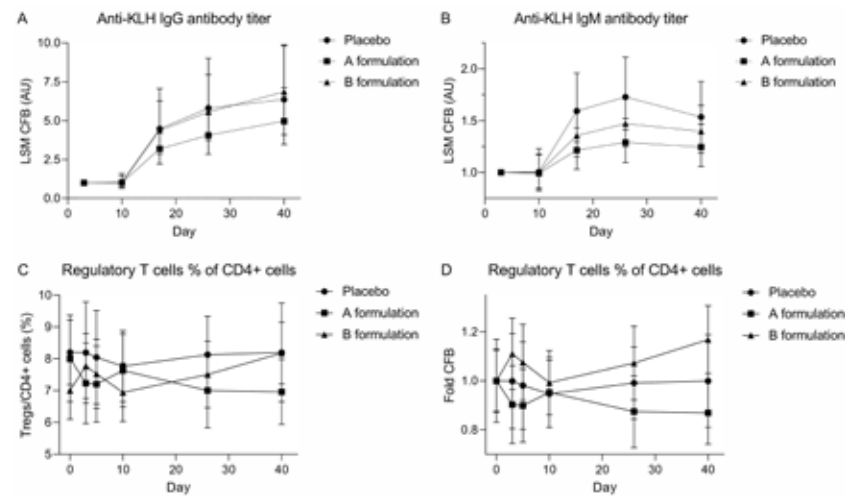 A Anti-KLH IgG antibody titer
Placebo
A formulation
B formulation
LSM CFB (AU)
10.0
7.5
5.0
2.5
0.0
0 10 20 30 40
Day
B Anti-KLH IgM antibody titer
Placebo
A formulation
B formulation
LSM CFB (AU)
2.0
1.5
1.0
0 10 20 30 40
Day
C Regulatory T cells % of CD4+ cells
Placebo
A formulation
B formulation
Tregs/CD4+ cells (%)
10
9
8
7
6
5
0 10 20 30 40
Day
D Regulatory T cells % of CD4+ cells
Placebo
A formulation
B formulation
Fold CFB
1.2
1.0
0.8
0 10 20 30 40
Day